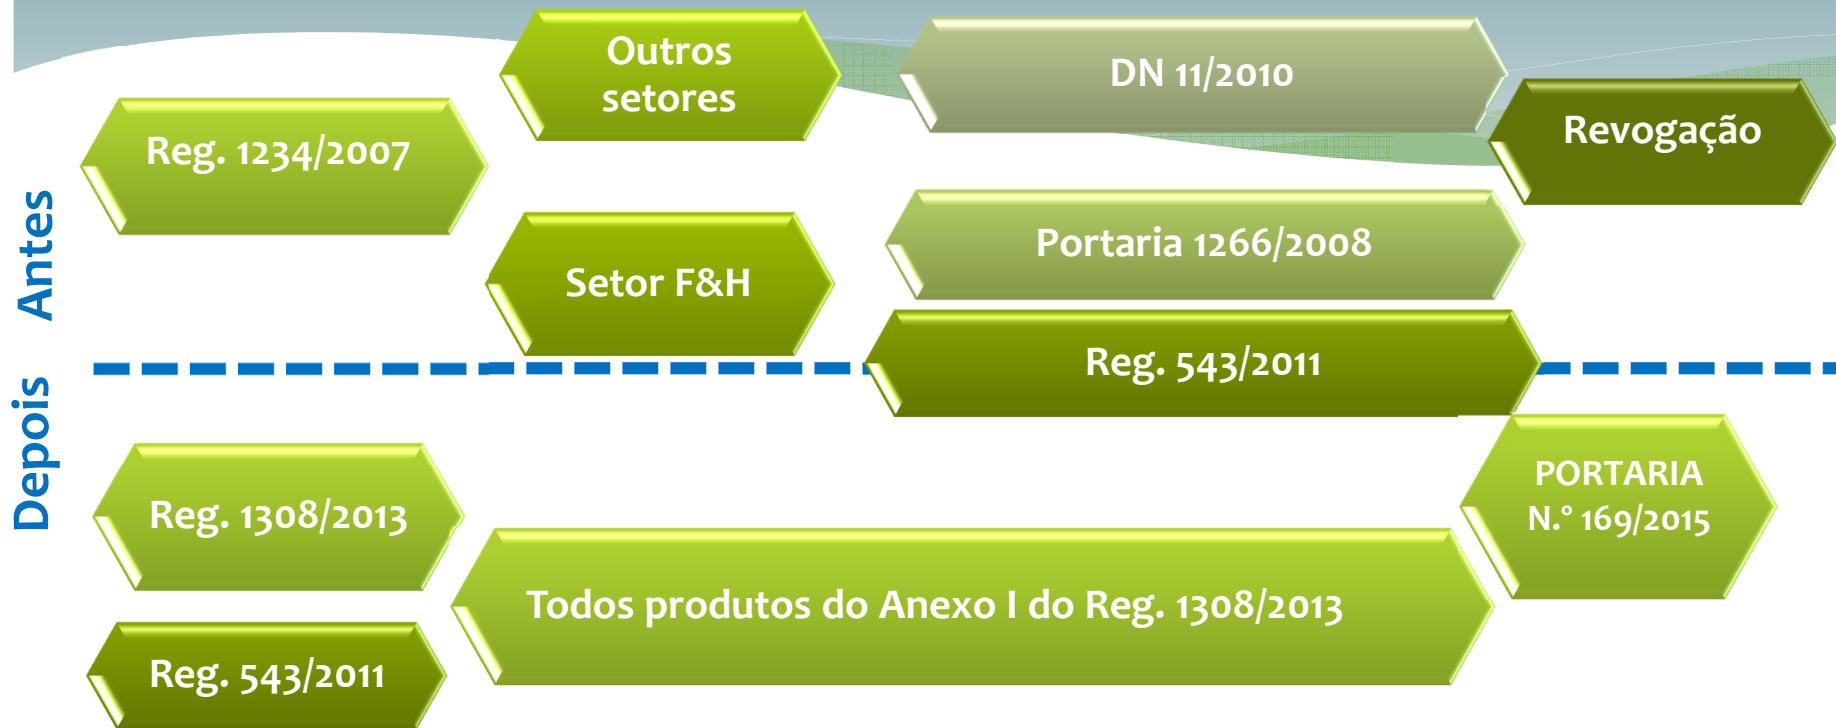 Antes
Reg. 1234/2007
Outros
setores
DN 11/2010
Revogação
Setor F&H
Portaria 1266/2008
Reg. 543/2011
Depois
Reg. 1308/2013
Reg. 543/2011
Todos produtos do Anexo I do Reg. 1308/2013
PORTARIA
N.º 169/2015